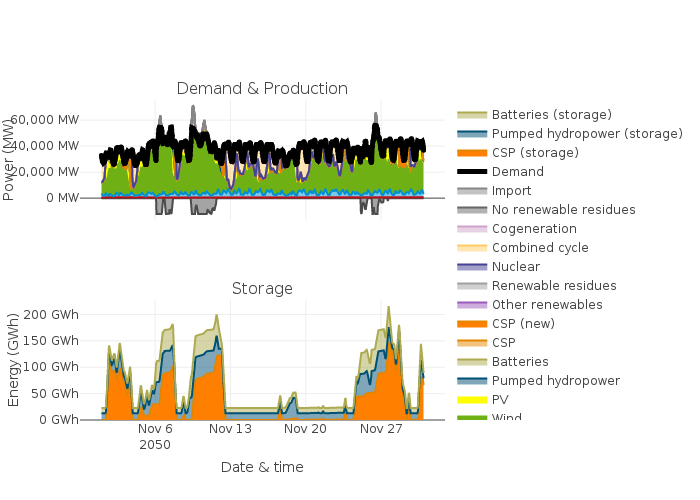 Demand & Production
Power (MW)
60,000 MW
40,000 MW
20,000 MW
0 MW
Storage
Energy (GWh)
200 GWh
150 GWh
100 GWh
50 GWh
0 GWh
Nov 6
2050
Nov 13
Nov 20
Nov 27
Date & time
Batteries (storage)
Pumped hydropower (storage)
CSP (storage)
Demand
Import
No renewable residues
Cogeneration
Combined cycle
Nuclear
Renewable residues
Other renewables
CSP (new)
CSP
Batteries
Pumped hydropower
PV
Wind